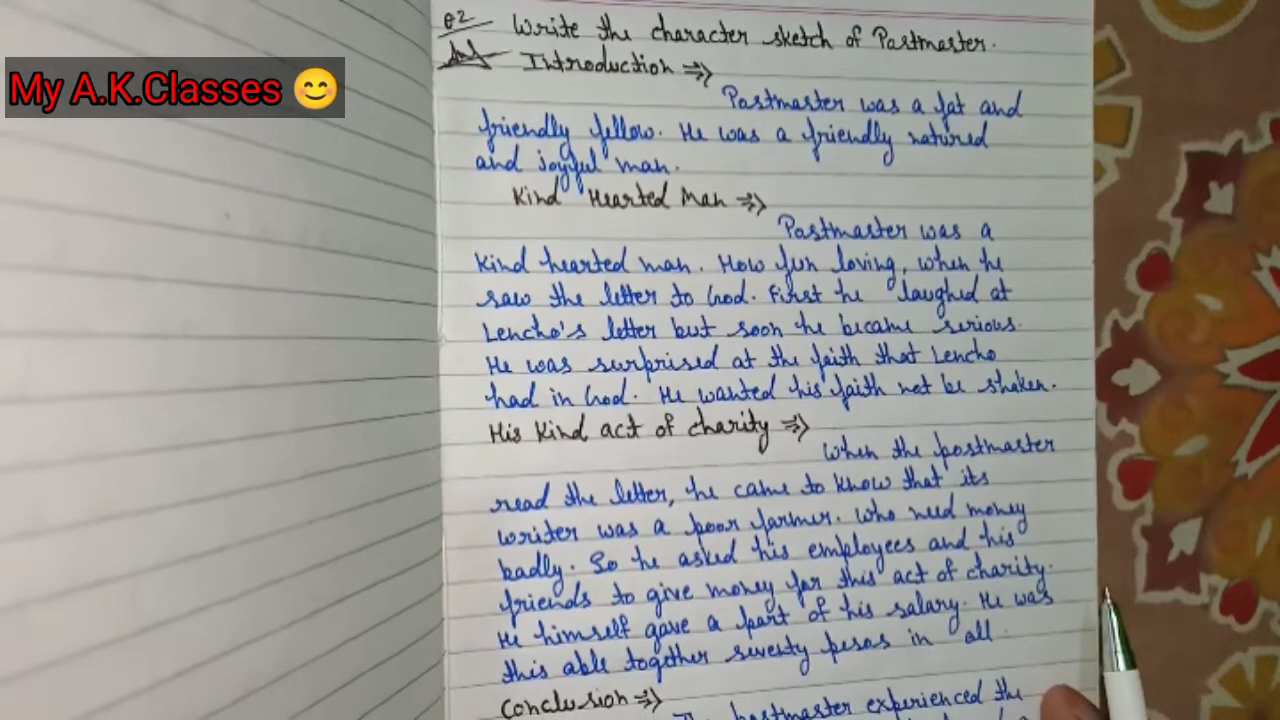 Q2 Write the character sketch of Postmaster.
My A.K.Classes 😊
Introduction ⇒
Postmaster was a fat and
friendly fellow. He was a friendly natured
and joyful man.
Kind Hearted Man ⇒
Postmaster was a
kind hearted man. How fun loving, when he
saw the letter to God. First he laughed at
Lencho's letter but soon he became serious.
He was surprised at the faith that Lencho
had in God. He wanted his faith not be shaken.
His Kind act of charity ⇒
When the postmaster
read the letter, he came to know that its
writer was a poor farmer. Who need money
badly. So he asked his employees and his
friends to give money for this act of charity.
He himself gave a part of his salary. He was
this able together seventy pesos in all.
Conclusion ⇒
postmaster experienced the